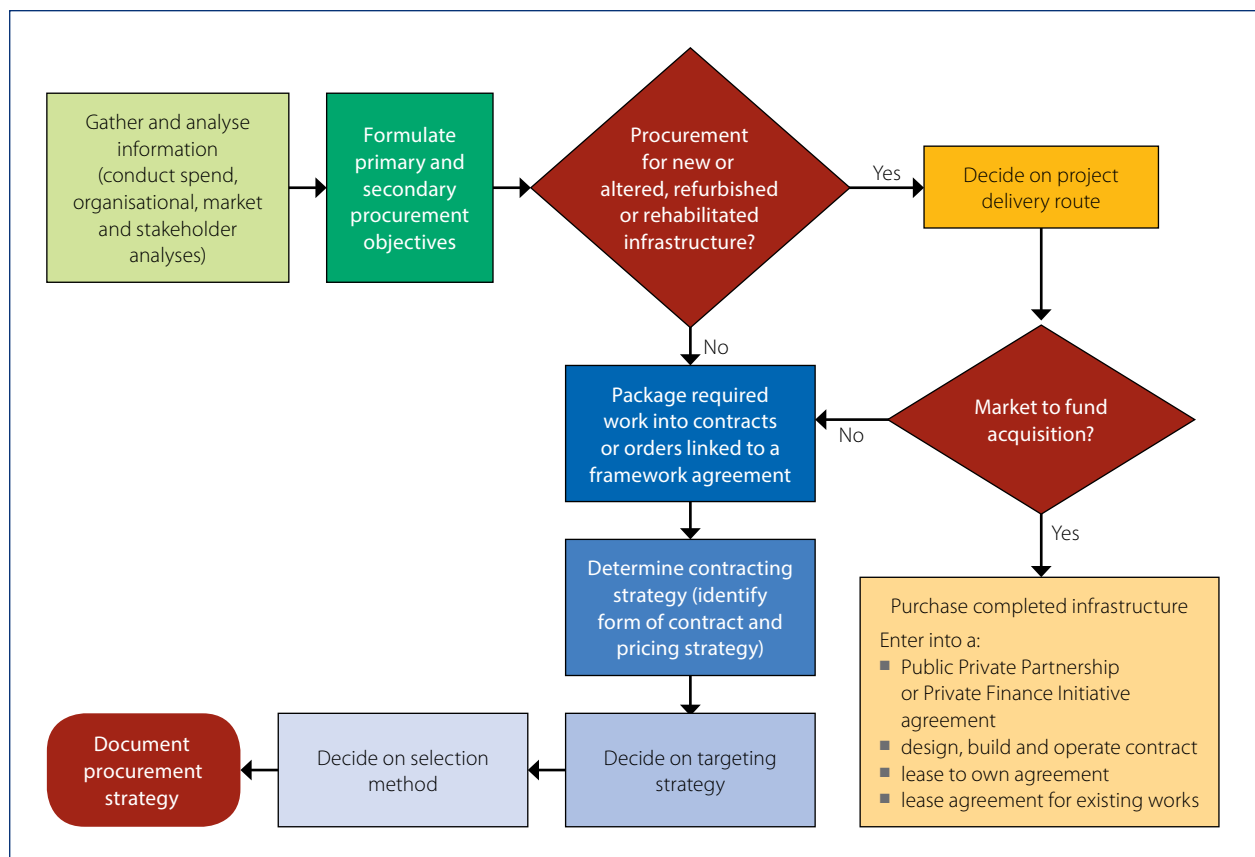 Gather and analyse
information
(conduct spend,
organisational, market
and stakeholder
analyses)
Formulate
primary and
secondary
procurement
objectives
Procurement
for new or
altered, refurbished
or rehabilitated
infrastructure?
Yes
Decide on project
delivery route
No
Market to fund
acquisition?
No
Yes
Package required
work into contracts
or orders linked to a
framework agreement
Determine contracting
strategy (identify
form of contract and
pricing strategy)
Purchase completed infrastructure
Enter into a:
■ Public Private Partnership
or Private Finance Initiative
agreement
■ design, build and operate contract
■ lease to own agreement
■ lease agreement for existing works
Document
procurement
strategy
Decide on selection
method
Decide on targeting
strategy